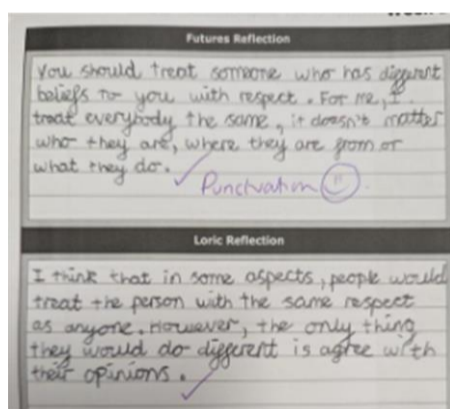 Futures Reflection
You should treat someone who has different
beliefs to you with respect. For me, I
treat everybody the same, it doesn't matter
who they are, where they are from or
what they do.
Punctuation
Loric Reflection
I think that in some aspects, people would
treat the person with the same respect
as anyone. However, the only thing
they would do different is agree with
their opinions.